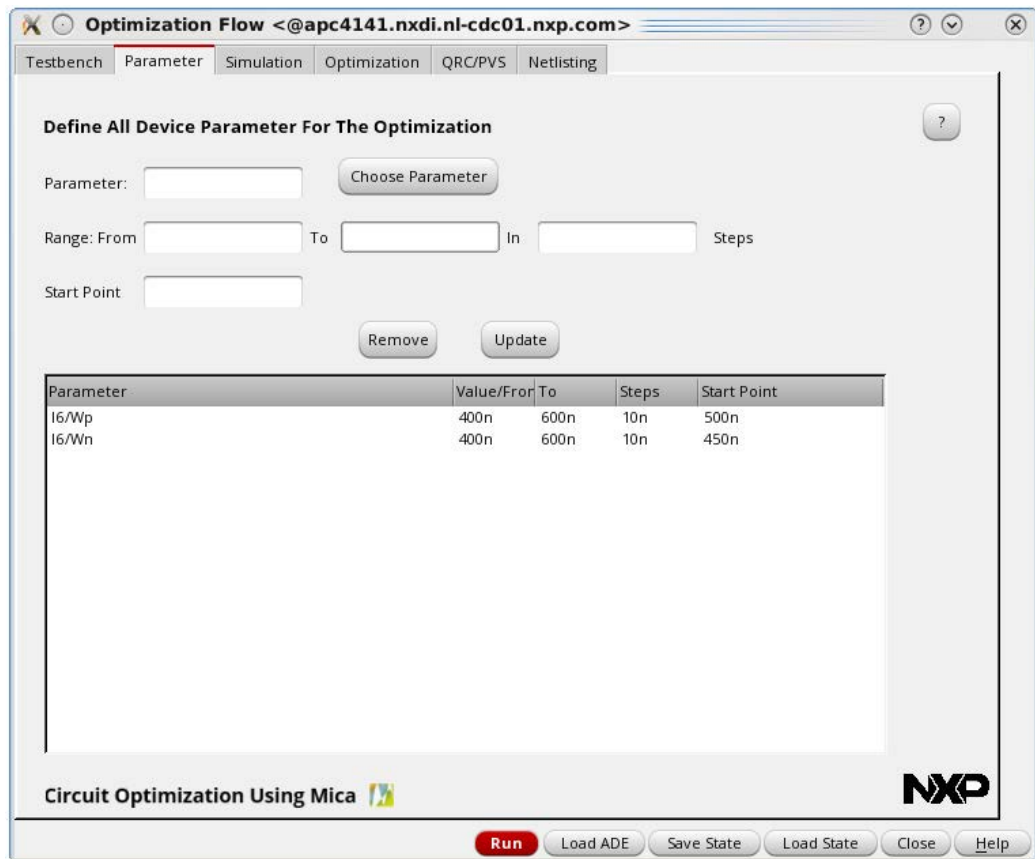 Optimization Flow <@apc4141.nxdi.nl-cdc01.nxp.com>
Testbench Parameter Simulation Optimization QRC/PVS Netlisting
Define All Device Parameter For The Optimization
?
Parameter: Choose Parameter
Range: From To In Steps
Start Point
Remove Update
Parameter Value/Fror To Steps Start Point
I6/Wp 400n 600n 10n 500n
I6/Wn 400n 600n 10n 450n
Circuit Optimization Using Mica NXP
Run Load ADE Save State Load State Close Help